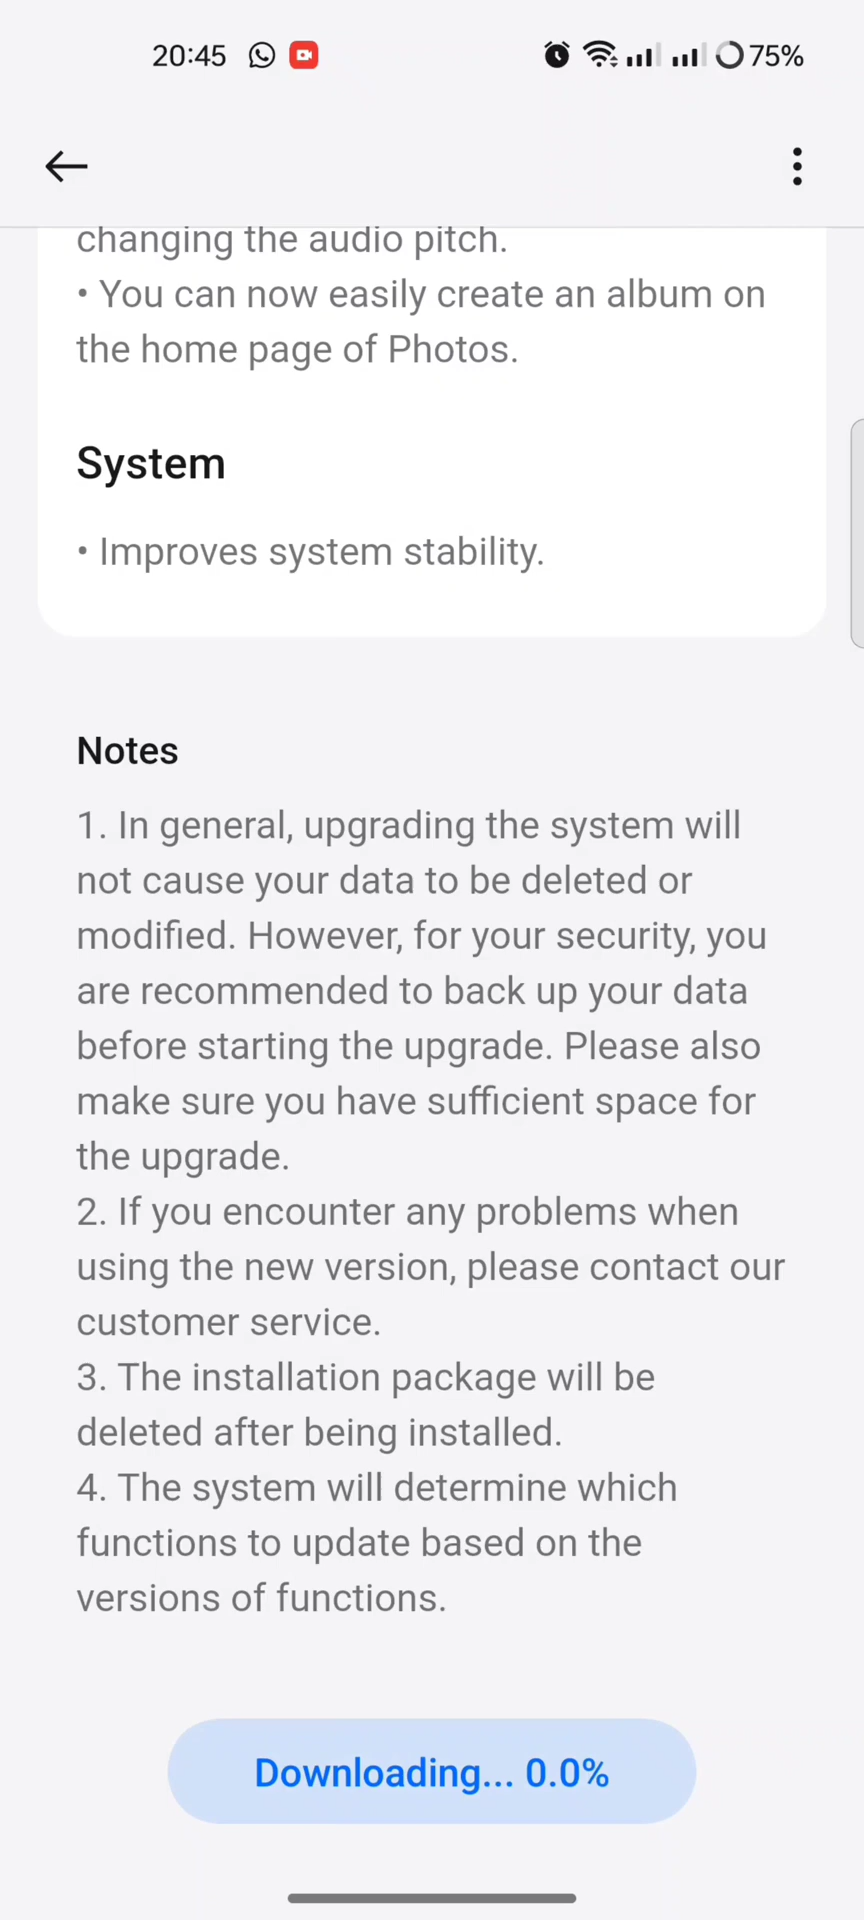 20:45 75%
changing the audio pitch.
• You can now easily create an album on
the home page of Photos.
System
• Improves system stability.
Notes
1. In general, upgrading the system will
not cause your data to be deleted or
modified. However, for your security, you
are recommended to back up your data
before starting the upgrade. Please also
make sure you have sufficient space for
the upgrade.
2. If you encounter any problems when
using the new version, please contact our
customer service.
3. The installation package will be
deleted after being installed.
4. The system will determine which
functions to update based on the
versions of functions.
Downloading... 0.0%